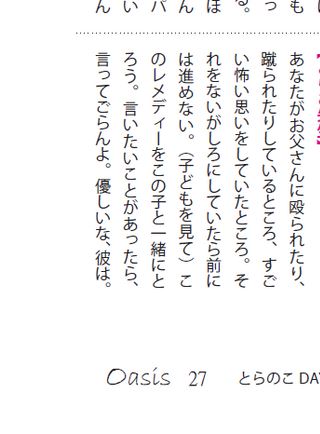 も
っ
る。
ほ
ん
バ
い
ん
あなたがお父さんに殴られたり、
蹴られたりしているところ、すご
い怖い思いをしていたところ。そ
れをないがしろにしていたら前に
は進めない。（子どもを見て）こ
のレメディーをこの子と一緒にと
ろう。言いたいことがあったら、
言ってごらんよ。優しいな、彼は。
Oasis 27 とらのこ DA